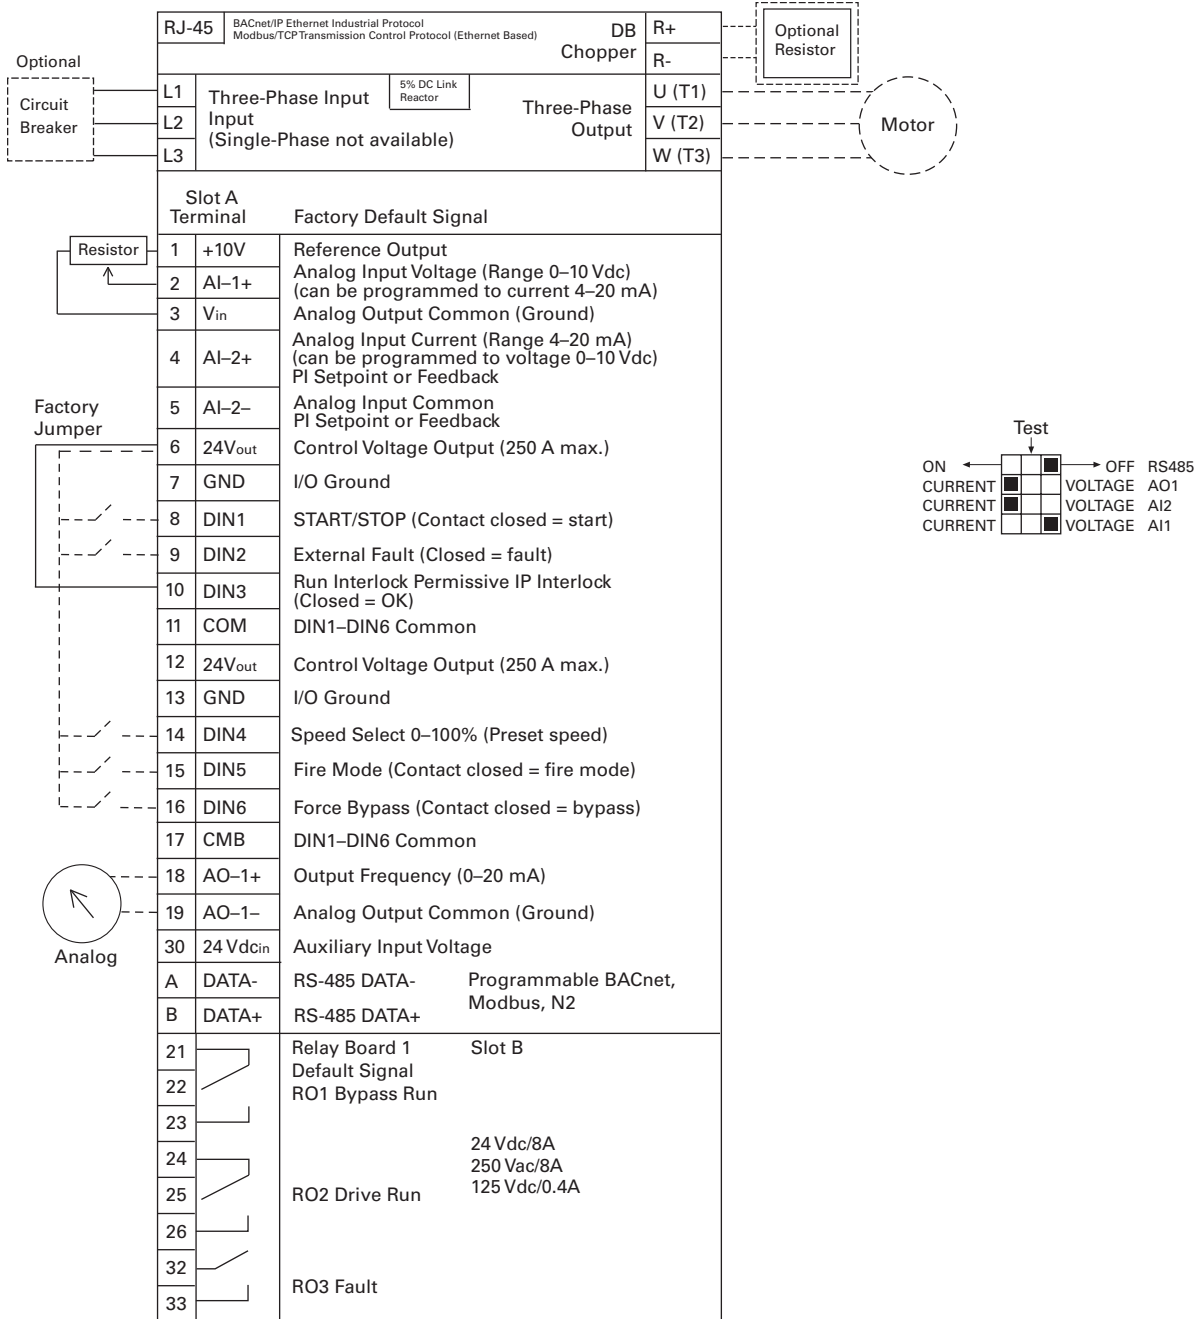 RJ-45 BACnet/IP Ethernet Industrial Protocol
Modbus/TCP Transmission Control Protocol (Ethernet Based)
DB
Chopper
R+
R-
Optional
Resistor
Optional
Circuit
Breaker
L1
L2
L3
Three-Phase Input
Input
(Single-Phase not available)
5% DC Link
Reactor
Three-Phase
Output
U (T1)
V (T2)
W (T3)
Motor
Slot A
Terminal Factory Default Signal
Resistor
1 +10V Reference Output
2 AI–1+ Analog Input Voltage (Range 0–10 Vdc)
(can be programmed to current 4–20 mA)
3 Vin Analog Output Common (Ground)
4 AI–2+ Analog Input Current (Range 4–20 mA)
(can be programmed to voltage 0–10 Vdc)
PI Setpoint or Feedback
5 AI–2– Analog Input Common
PI Setpoint or Feedback
Factory
Jumper
6 24Vout Control Voltage Output (250 A max.)
7 GND I/O Ground
8 DIN1 START/STOP (Contact closed = start)
9 DIN2 External Fault (Closed = fault)
10 DIN3 Run Interlock Permissive IP Interlock
(Closed = OK)
11 COM DIN1–DIN6 Common
12 24Vout Control Voltage Output (250 A max.)
13 GND I/O Ground
14 DIN4 Speed Select 0–100% (Preset speed)
15 DIN5 Fire Mode (Contact closed = fire mode)
16 DIN6 Force Bypass (Contact closed = bypass)
17 CMB DIN1–DIN6 Common
18 AO–1+ Output Frequency (0–20 mA)
19 AO–1– Analog Output Common (Ground)
Analog
30 24 Vdcin Auxiliary Input Voltage
A DATA- RS-485 DATA- Programmable BACnet,
Modbus, N2
B DATA+ RS-485 DATA+
21 Relay Board 1 Slot B
Default Signal
22 RO1 Bypass Run
23
24 24 Vdc/8A
250 Vac/8A
25 RO2 Drive Run 125 Vdc/0.4A
26
32
RO3 Fault
33
Test
ON OFF RS485
CURRENT VOLTAGE AO1
CURRENT VOLTAGE AI2
CURRENT VOLTAGE AI1